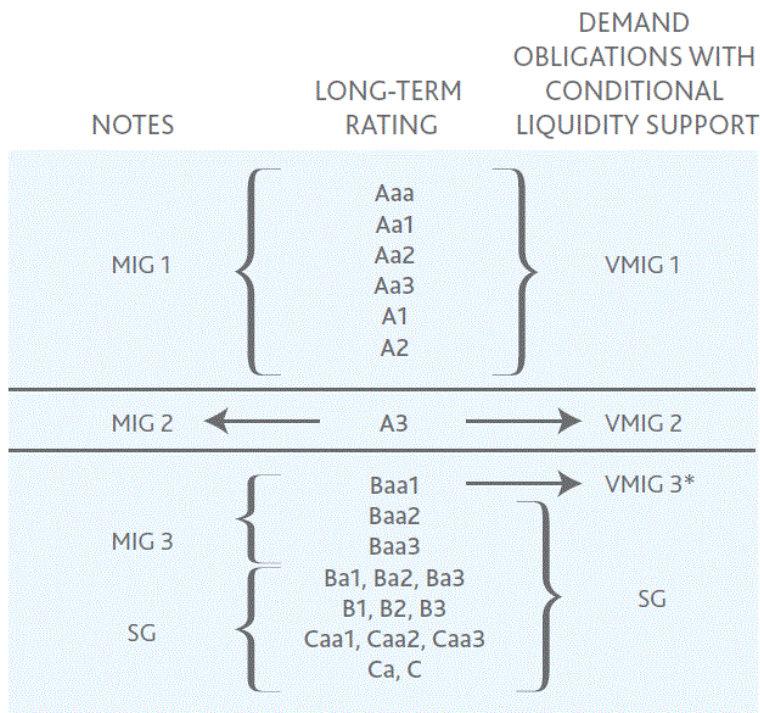 NOTES
LONG-TERM
RATING
DEMAND
OBLIGATIONS WITH
CONDITIONAL
LIQUIDITY SUPPORT
MIG 1
Aaa
Aa1
Aa2
Aa3
A1
A2
VMIG 1
MIG 2
A3
VMIG 2
MIG 3
Baa1
Baa2
Baa3
VMIG 3*
SG
Ba1, Ba2, Ba3
B1, B2, B3
Caa1, Caa2, Caa3
Ca, C
SG